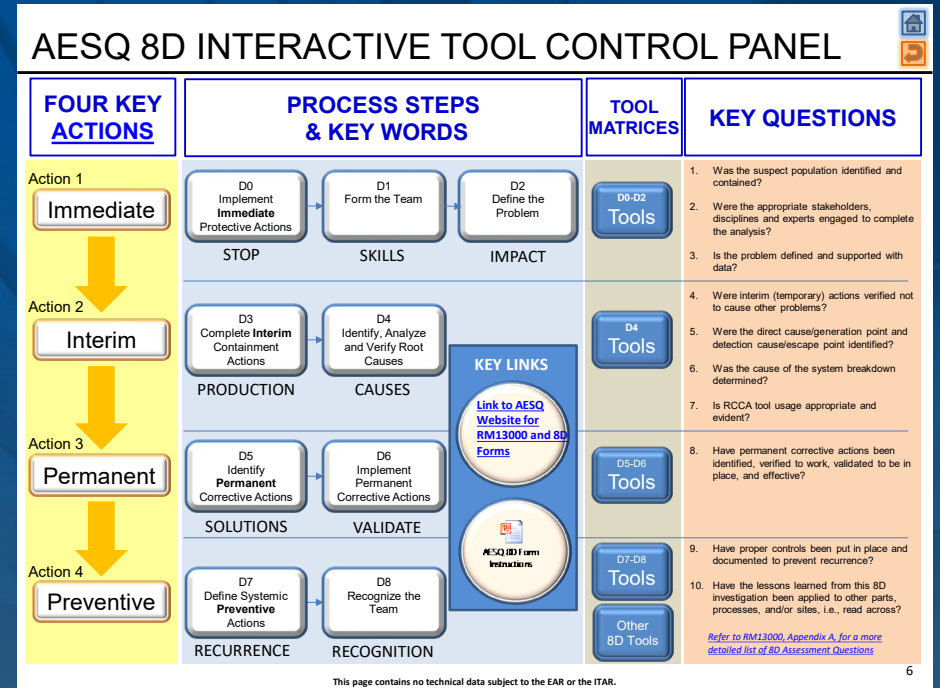 AESQ 8D INTERACTIVE TOOL CONTROL PANEL
FOUR KEY
ACTIONS
PROCESS STEPS
& KEY WORDS
TOOL
MATRICES
KEY QUESTIONS
Action 1
Immediate
D0
Implement
Immediate
Protective Actions
STOP
D1
Form the Team
SKILLS
D2
Define the
Problem
IMPACT
D0-D2
Tools
1. Was the suspect population identified and
contained?
2. Were the appropriate stakeholders,
disciplines and experts engaged to complete
the analysis?
3. Is the problem defined and supported with
data?
Action 2
Interim
D3
Complete Interim
Containment
Actions
PRODUCTION
D4
Identify, Analyze
and Verify Root
Causes
CAUSES
D4
Tools
4. Were interim (temporary) actions verified not
to cause other problems?
5. Were the direct cause/generation point and
detection cause/escape point identified?
6. Was the cause of the system breakdown
determined?
7. Is RCCA tool usage appropriate and
evident?
KEY LINKS
Link to AESQ
Website for
RM13000 and 8D
Forms
AESQ 8D Form
Instructions
Action 3
Permanent
D5
Identify
Permanent
Corrective Actions
SOLUTIONS
D6
Implement
Permanent
Corrective Actions
VALIDATE
D5-D6
Tools
8. Have permanent corrective actions been
identified, verified to work, validated to be in
place, and effective?
Action 4
Preventive
D7
Define Systemic
Preventive
Actions
RECURRENCE
D8
Recognize the
Team
RECOGNITION
D7-D8
Tools
Other
8D Tools
9. Have proper controls been put in place and
documented to prevent recurrence?
10. Have the lessons learned from this 8D
investigation been applied to other parts,
processes, and/or sites, i.e., read across?
Refer to RM13000, Appendix A, for a more
detailed list of 8D Assessment Questions
6
This page contains no technical data subject to the EAR or the ITAR.